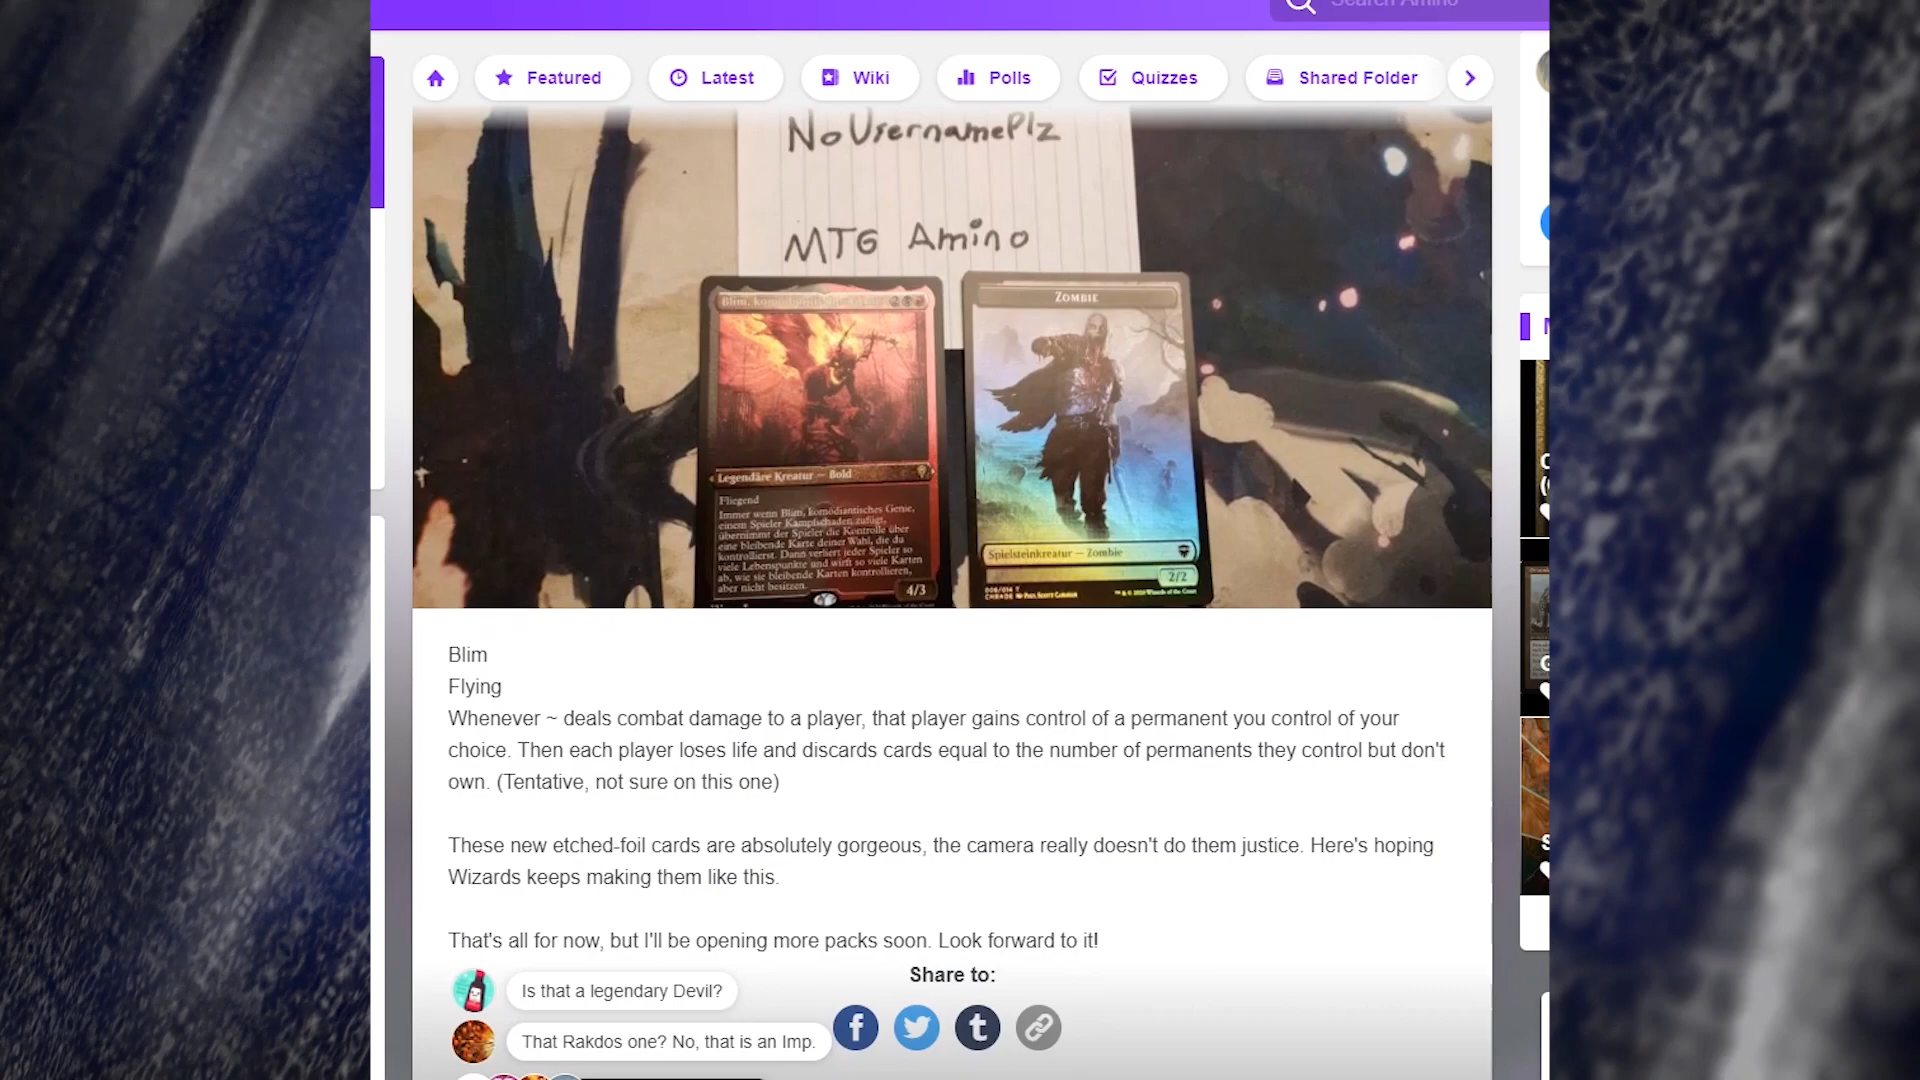 Search Amino
Featured
Latest
Wiki
Polls
Quizzes
Shared Folder
NoUsernamePlz
MTG Amino
Blim,
ZOMBIE
Legendäre Kreatur – Bold
Fliegend
Immer wenn Blim, komödiantisches Genie,
einem Spieler Kampfschaden zufügt,
übernimmt der Spieler die Kontrolle über
eine bleibende Karte deiner Wahl, die du
kontrollierst. Dann verliert jeder Spieler so
viele Lebenspunkte und wirft so viele Karten
ab, wie sie bleibende Karten kontrollieren,
aber nicht besitzen.
4/3
Spielsteinkreatur – Zombie
2/2
Blim
Flying
Whenever ~ deals combat damage to a player, that player gains control of a permanent you control of your
choice. Then each player loses life and discards cards equal to the number of permanents they control but don't
own. (Tentative, not sure on this one)
These new etched-foil cards are absolutely gorgeous, the camera really doesn't do them justice. Here's hoping
Wizards keeps making them like this.
That's all for now, but I'll be opening more packs soon. Look forward to it!
Share to:
Is that a legendary Devil?
That Rakdos one? No, that is an Imp.